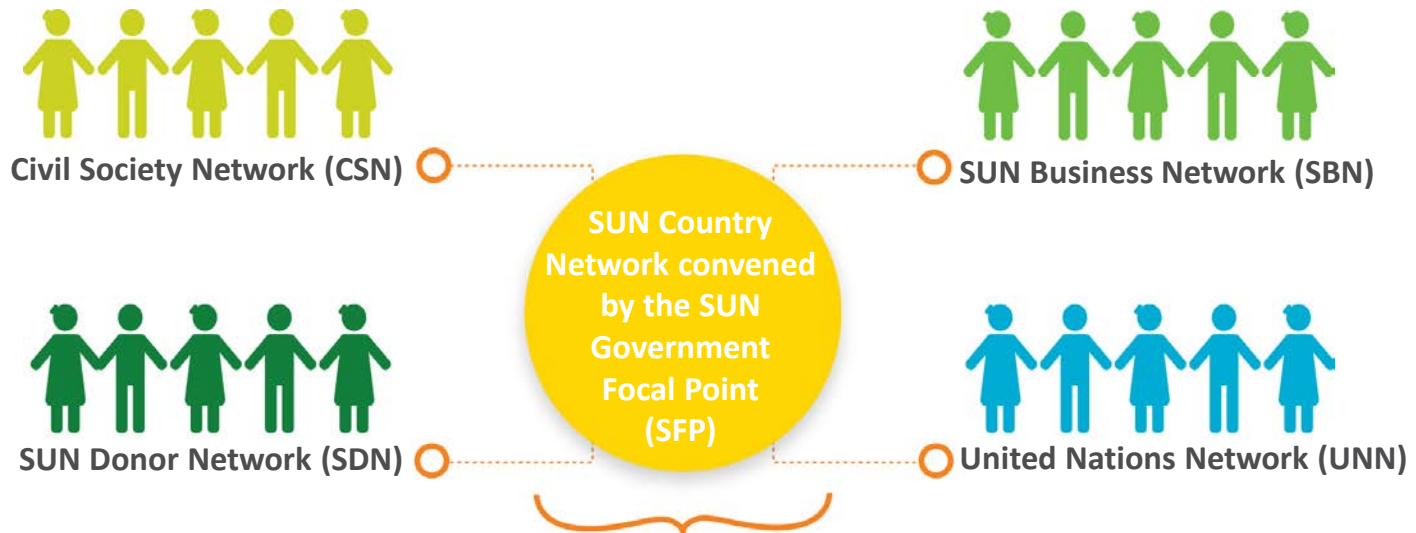 Civil Society Network (CSN)
SUN Business Network (SBN)
SUN Country
Network convened
by the SUN
Government
Focal Point
(SFP)
SUN Donor Network (SDN)
United Nations Network (UNN)